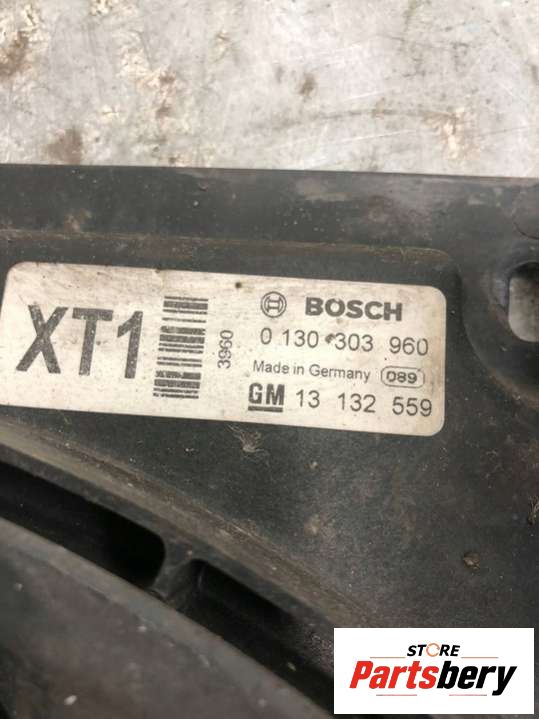 XT1
3960
BOSCH
0 130 303 960
Made in Germany 089
GM 13 132 559
STORE
Partsbery